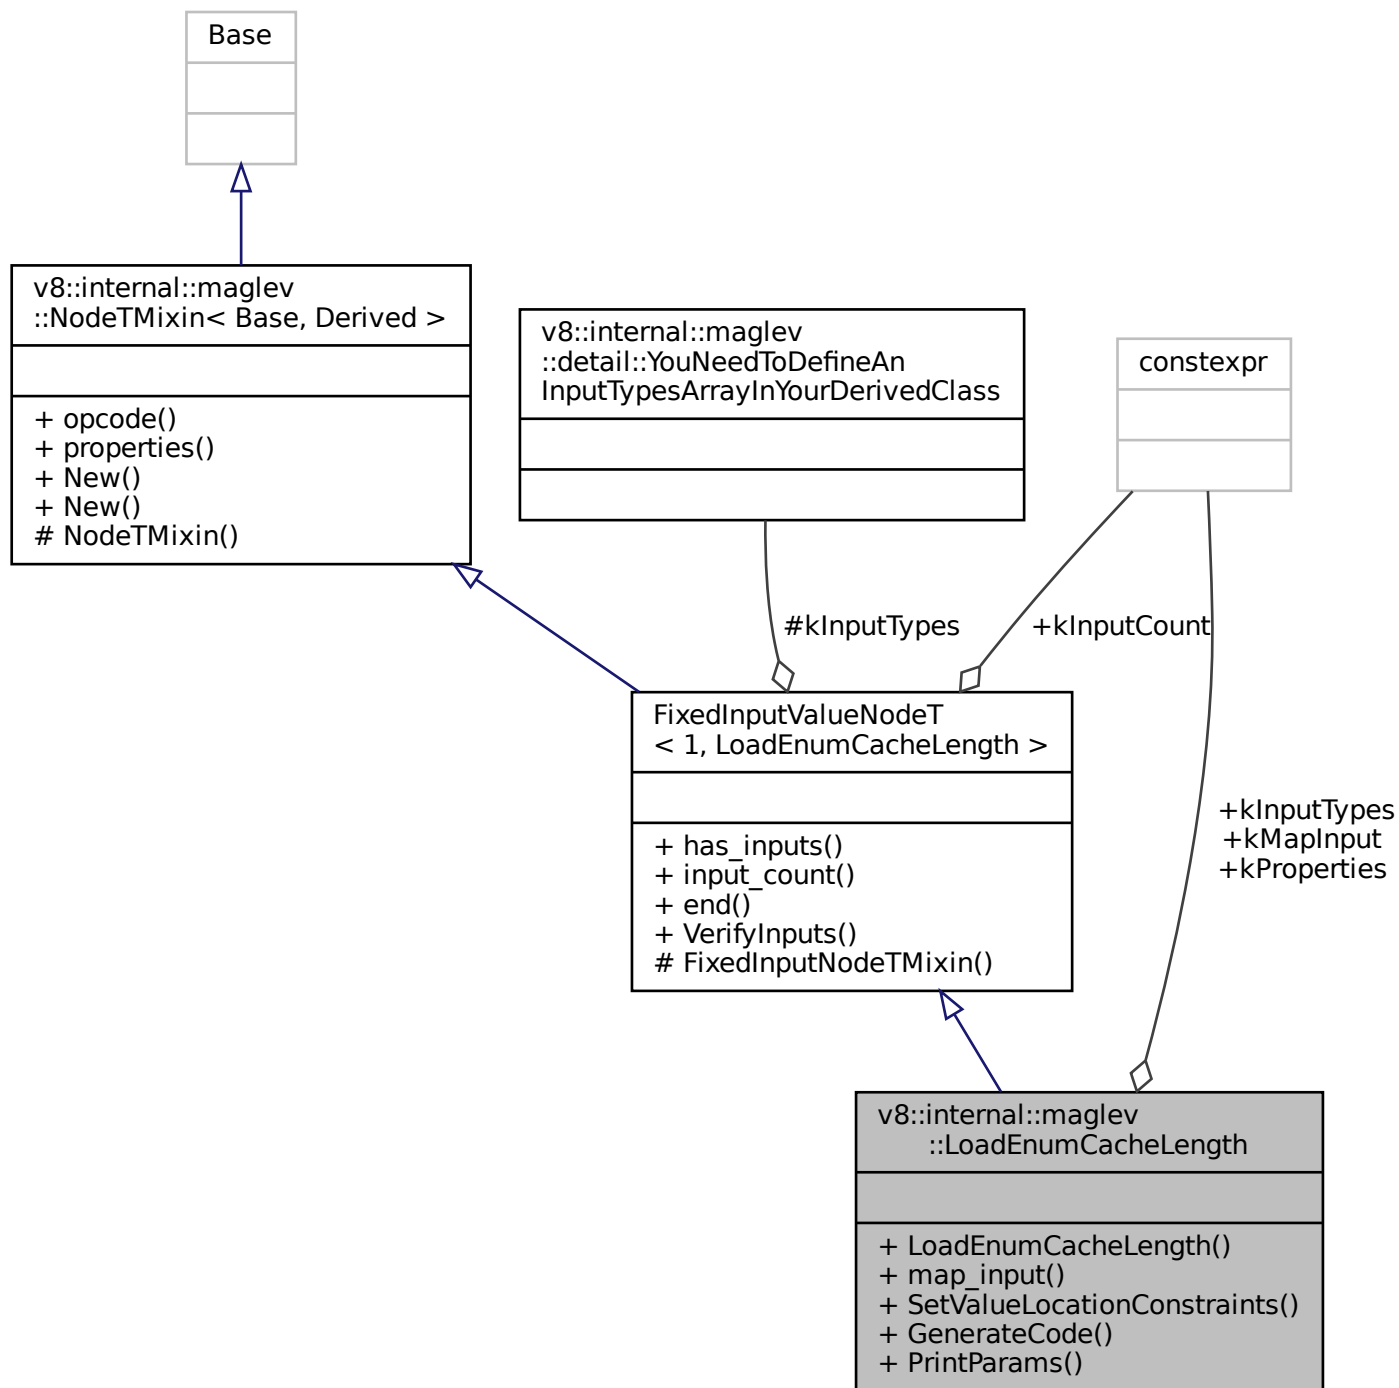 Base
v8::internal::maglev
::NodeTMixin< Base, Derived >
+ opcode()
+ properties()
+ New()
+ New()
# NodeTMixin()
v8::internal::maglev
::detail::YouNeedToDefineAn
InputTypesArrayInYourDerivedClass
constexpr
#kInputTypes
+kInputCount
FixedInputValueNodeT
< 1, LoadEnumCacheLength >
+ has_inputs()
+ input_count()
+ end()
+ VerifyInputs()
# FixedInputNodeTMixin()
+kInputTypes
+kMapInput
+kProperties
v8::internal::maglev
::LoadEnumCacheLength
+ LoadEnumCacheLength()
+ map_input()
+ SetValueLocationConstraints()
+ GenerateCode()
+ PrintParams()